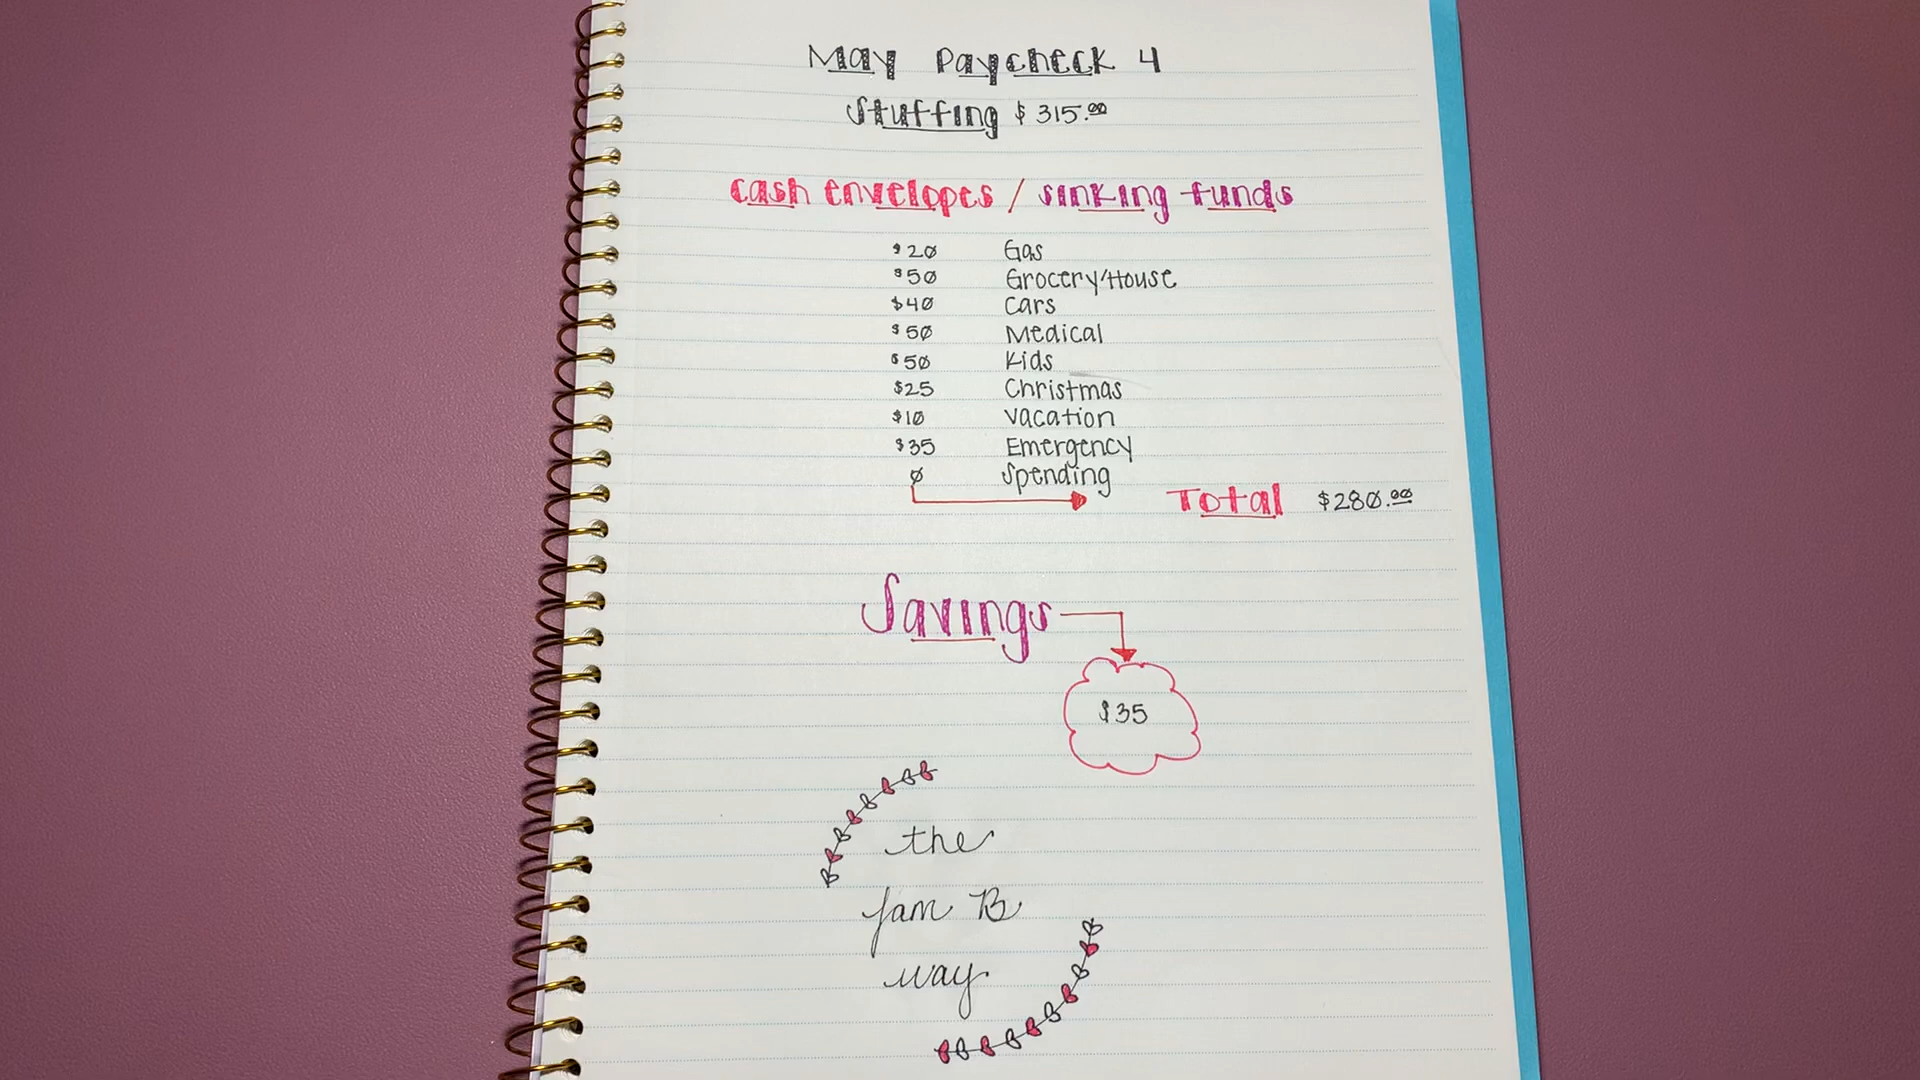 May Paycheck 4
Stuffing $315.00
cash envelopes / sinking funds
$20 Gas
$50 Grocery/House
$40 Cars
$50 Medical
$50 Kids
$25 Christmas
$10 Vacation
$35 Emergency
0 Spending
Total $280.00
Savings
$35
the
fam B
way